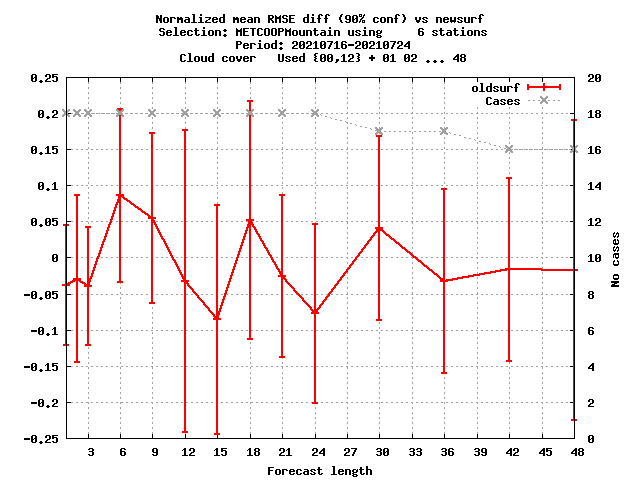 Normalized mean RMSE diff (90% conf) vs newsurf
Selection: METCOOPMountain using     6 stations
Period: 20210716-20210724
Cloud cover   Used {00,12} + 01 02 ... 48
oldsurf
Cases
0.25
0.2
0.15
0.1
0.05
0
-0.05
-0.1
-0.15
-0.2
-0.25
20
18
16
14
12
10
8
6
4
2
0
No cases
3 6 9 12 15 18 21 24 27 30 33 36 39 42 45 48
Forecast length